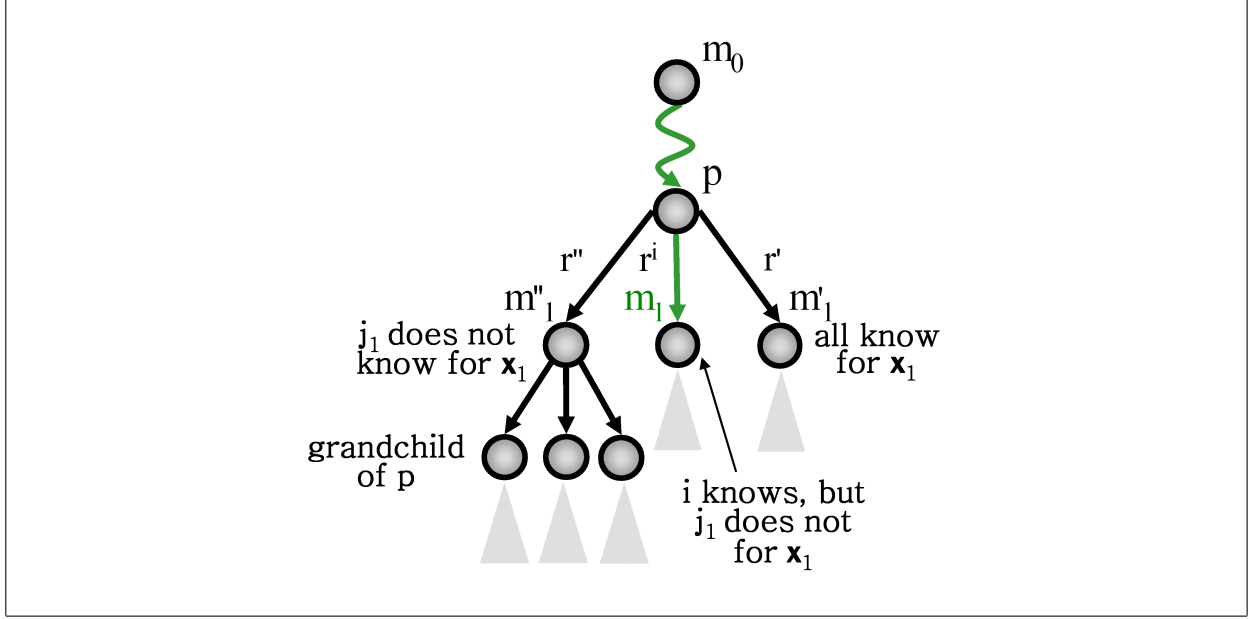 m₀
p
r"
rⁱ
r'
m"₁
m₁
m'₁
j₁ does not
know for x₁
all know
for x₁
grandchild
of p
i knows, but
j₁ does not
for x₁